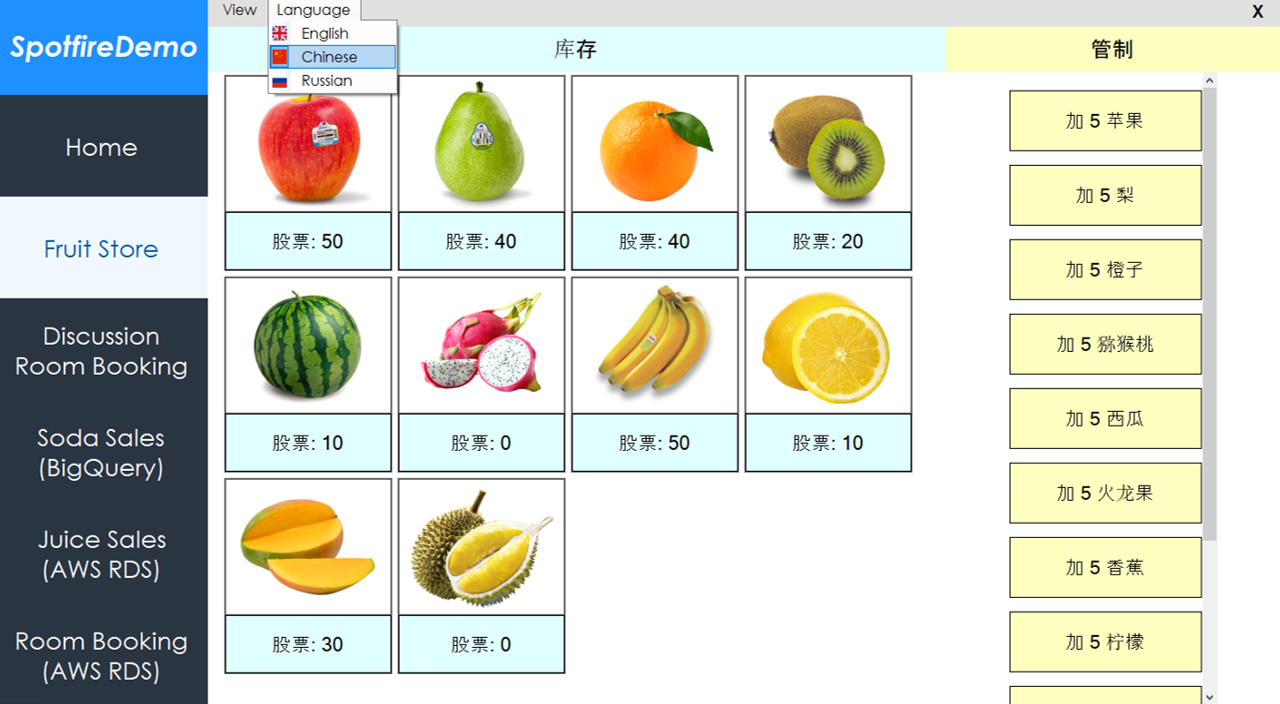 SpotfireDemo
Home
Fruit Store
Discussion
Room Booking
Soda Sales
(BigQuery)
Juice Sales
(AWS RDS)
Room Booking
(AWS RDS)
View
Language
X
English
Chinese
Russian
库存
管制
股票: 50
股票: 40
股票: 40
股票: 20
股票: 10
股票: 0
股票: 50
股票: 10
股票: 30
股票: 0
加 5 苹果
加 5 梨
加 5 橙子
加 5 猕猴桃
加 5 西瓜
加 5 火龙果
加 5 香蕉
加 5 柠檬